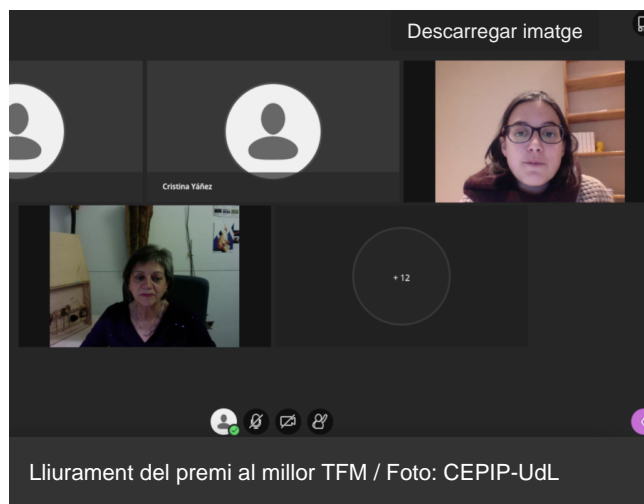 Descarregar imatge
Cristina Yáñez
+ 12
Lliurament del premi al millor TFM / Foto: CEPIP-UdL